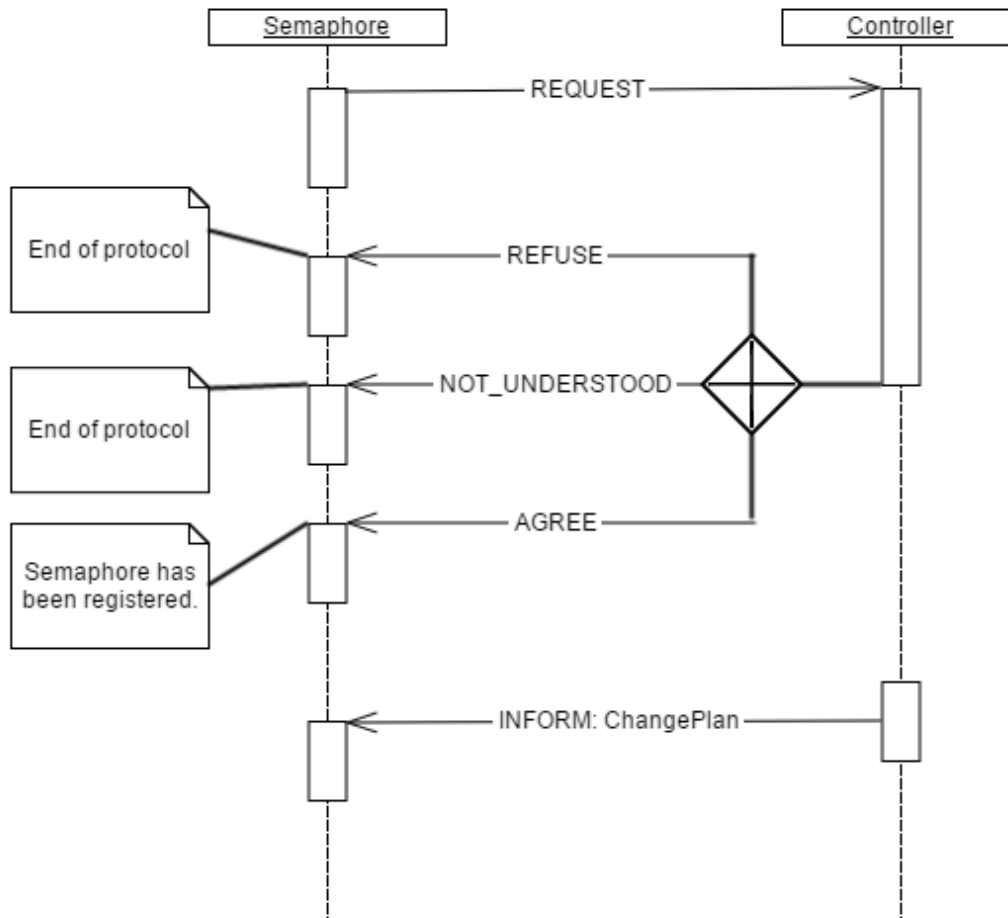 Semaphore
Controller
REQUEST
End of protocol
REFUSE
End of protocol
NOT_UNDERSTOOD
AGREE
Semaphore has
been registered.
INFORM: ChangePlan